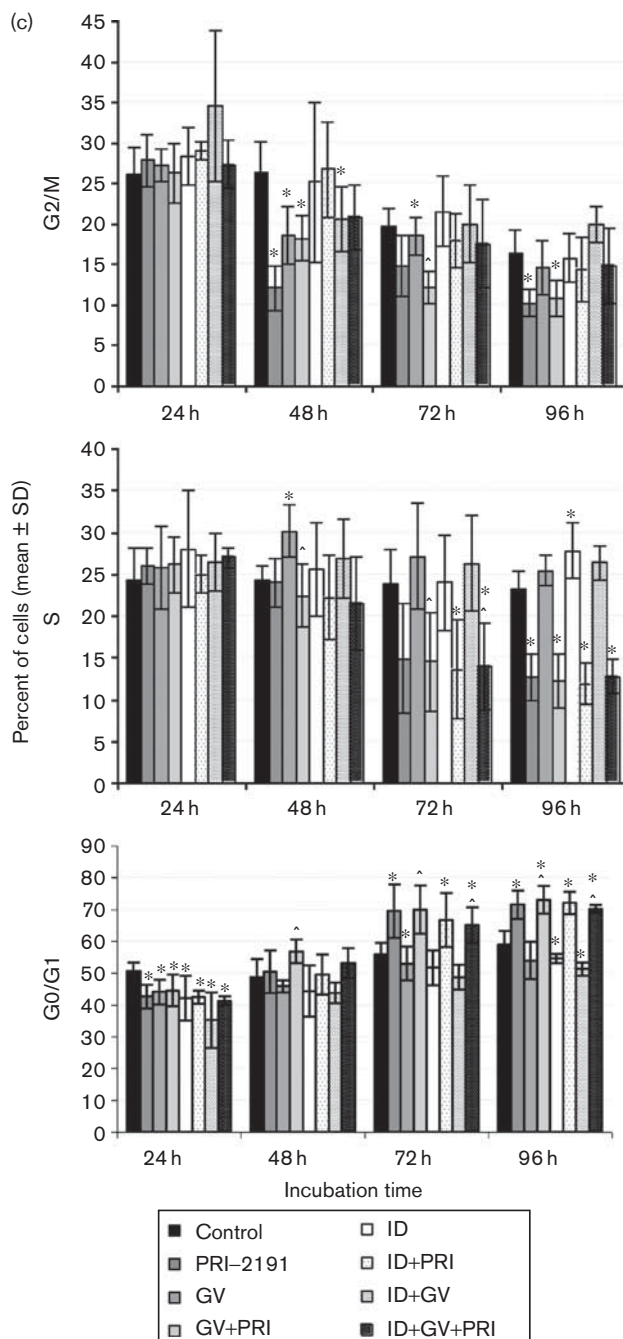 (c)
45
40
35
30
25
20
15
10
5
0
G2/M
* * * *
* ^
* *
24 h 48 h 72 h 96 h
40
35
30
25
20
15
10
5
0
Percent of cells (mean ± SD)
S
* ^
^ * * ^
* * * * *
24 h 48 h 72 h 96 h
90
80
70
60
50
40
30
20
10
0
G0/G1
* * * * * * *
^
* * ^ * * ^
* * ^ * * * * ^
24 h 48 h 72 h 96 h
Incubation time
Control ID
PRI–2191 ID+PRI
GV ID+GV
GV+PRI ID+GV+PRI